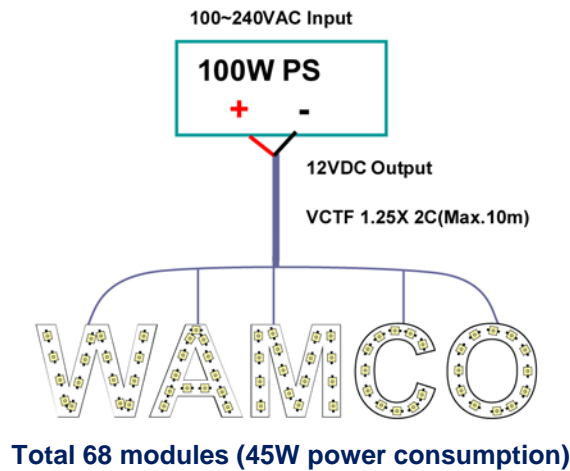 100~240VAC Input
100W PS
+ -
12VDC Output
VCTF 1.25X 2C(Max.10m)
WAMCO
Total 68 modules (45W power consumption)